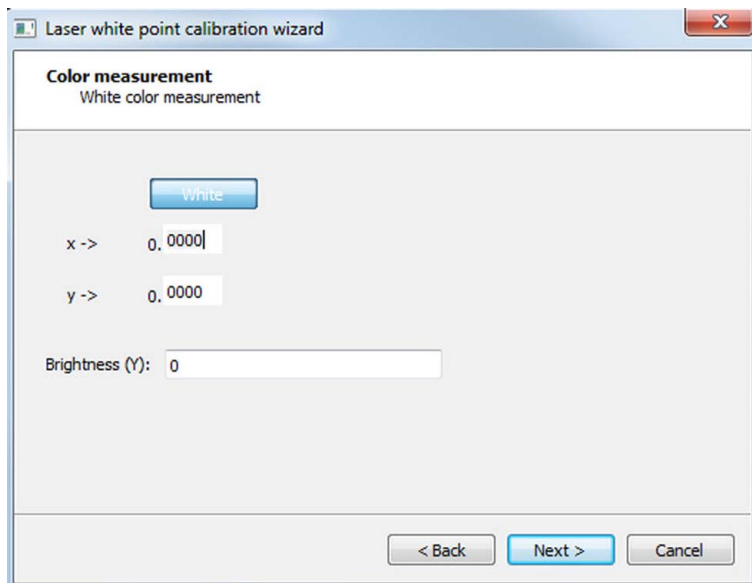 Laser white point calibration wizard
Color measurement
White color measurement
White
x -> 0. 0000
y -> 0. 0000
Brightness (Y): 0
< Back Next > Cancel